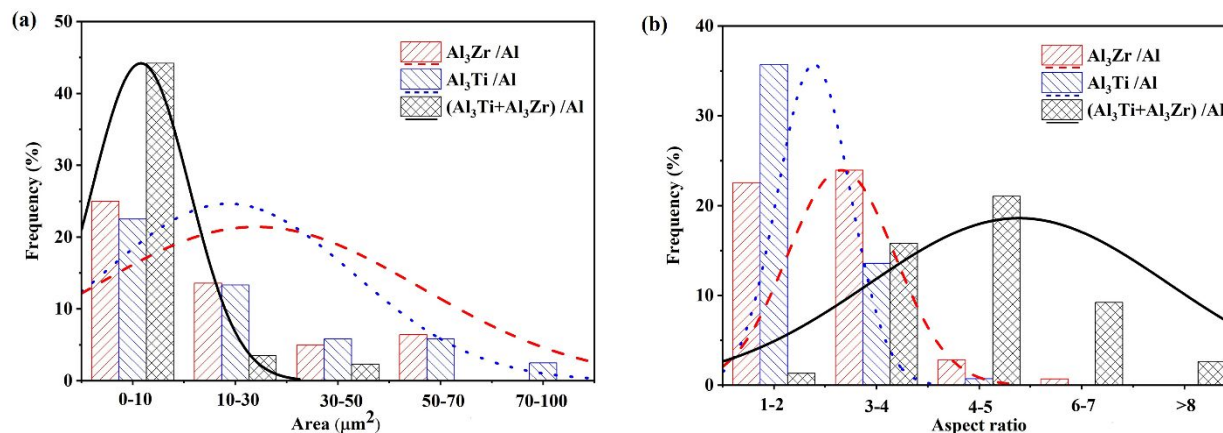 (a)
50
40
30
20
10
0
Frequency (%)
Al₃Zr /Al
Al₃Ti /Al
(Al₃Ti+Al₃Zr) /Al
0-10 10-30 30-50 50-70 70-100
Area (μm²)
(b)
40
30
20
10
0
Frequency (%)
Al₃Zr /Al
Al₃Ti /Al
(Al₃Ti+Al₃Zr) /Al
1-2 3-4 4-5 6-7 >8
Aspect ratio